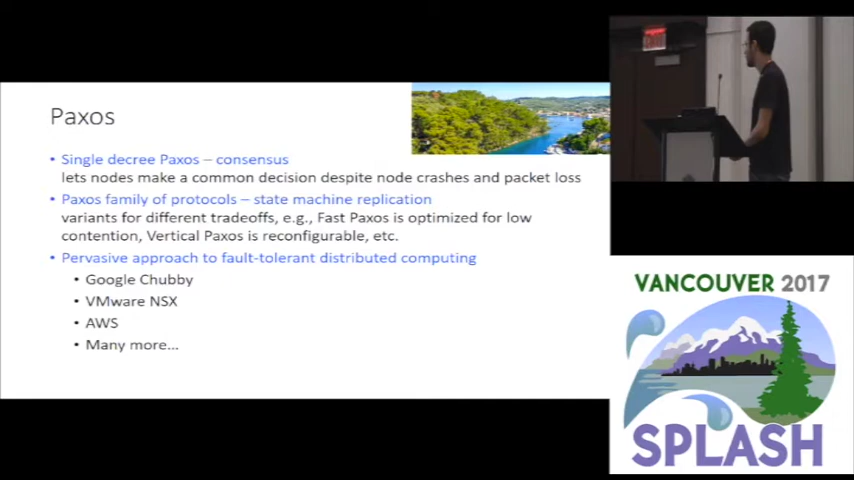 Paxos
• Single decree Paxos – consensus
lets nodes make a common decision despite node crashes and packet loss
• Paxos family of protocols – state machine replication
variants for different tradeoffs, e.g., Fast Paxos is optimized for low
contention, Vertical Paxos is reconfigurable, etc.
• Pervasive approach to fault-tolerant distributed computing
• Google Chubby
• VMware NSX
• AWS
• Many more...
EXIT
VANCOUVER 2017
SPLASH